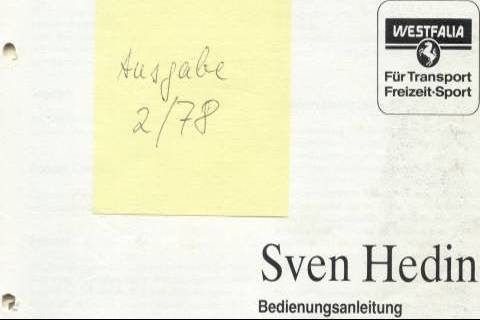 Ausgabe
2/78
WESTFALIA
Für Transport
Freizeit-Sport
Sven Hedin
Bedienungsanleitung